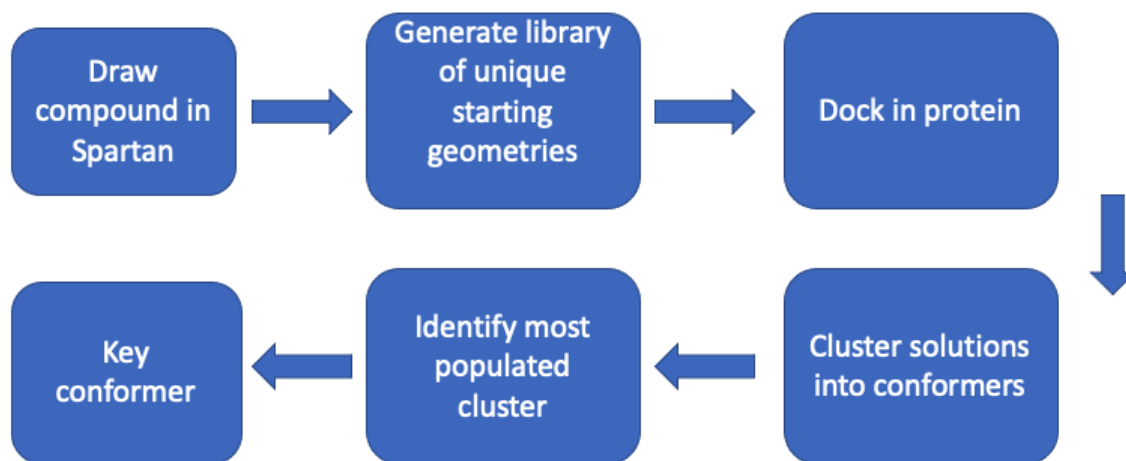 Draw
compound in
Spartan
Generate library
of unique
starting
geometries
Dock in protein
Cluster solutions
into conformers
Identify most
populated
cluster
Key
conformer